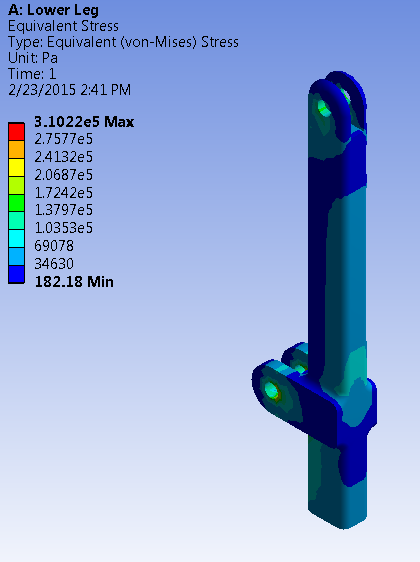 A: Lower Leg
Equivalent Stress
Type: Equivalent (von-Mises) Stress
Unit: Pa
Time: 1
2/23/2015 2:41 PM
3.1022e5 Max
2.7577e5
2.4132e5
2.0687e5
1.7242e5
1.3797e5
1.0353e5
69078
34630
182.18 Min